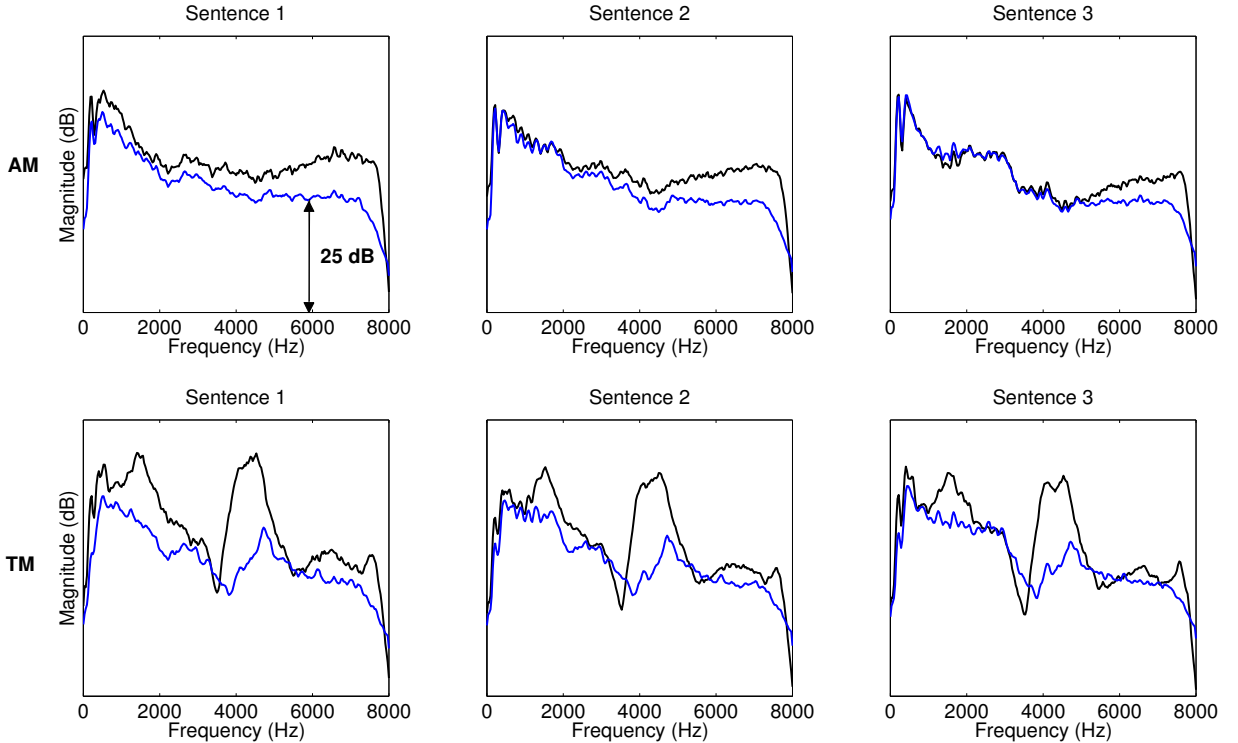 Sentence 1 Sentence 2 Sentence 3
AM
Magnitude (dB)
25 dB
0 2000 4000 6000 8000 0 2000 4000 6000 8000 0 2000 4000 6000 8000
Frequency (Hz) Frequency (Hz) Frequency (Hz)
Sentence 1 Sentence 2 Sentence 3
TM
Magnitude (dB)
0 2000 4000 6000 8000 0 2000 4000 6000 8000 0 2000 4000 6000 8000
Frequency (Hz) Frequency (Hz) Frequency (Hz)